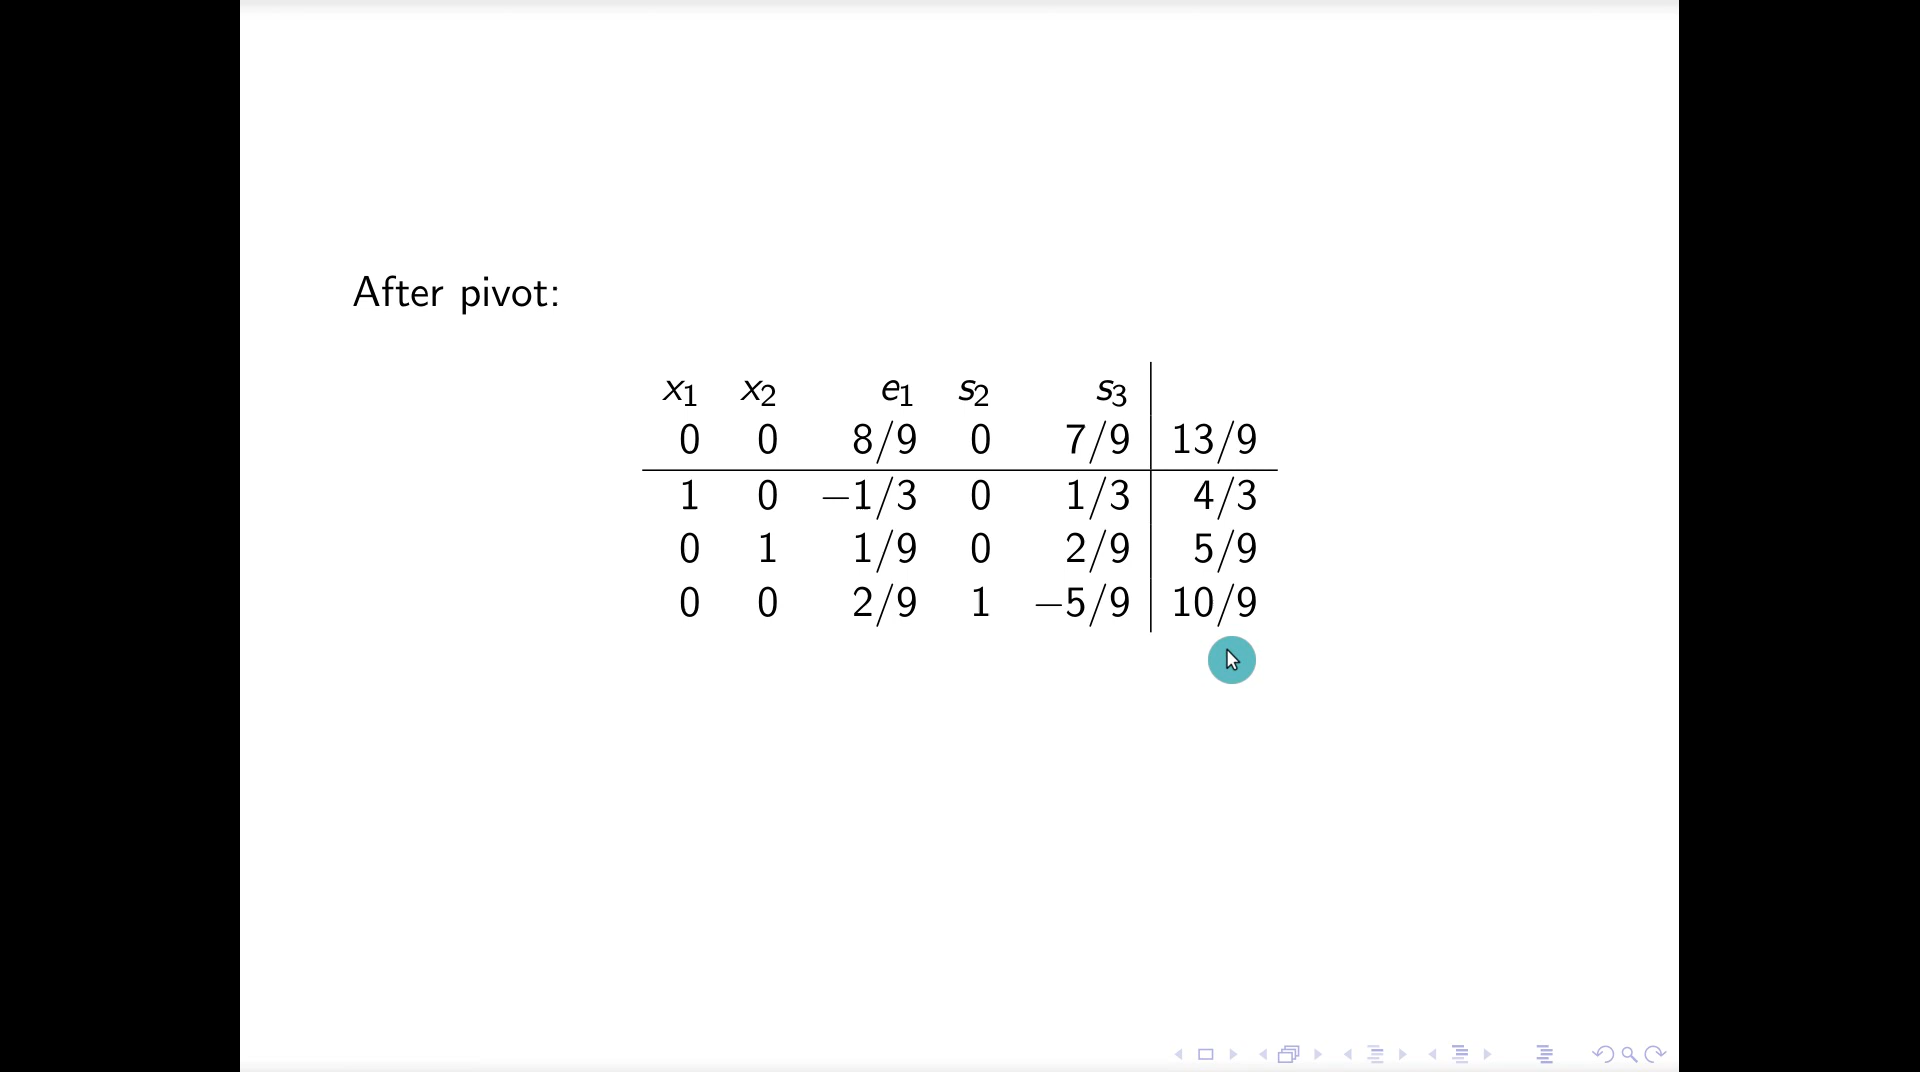 After pivot:
x₁ x₂ e₁ s₂ s₃
0 0 8/9 0 7/9 13/9
1 0 −1/3 0 1/3 4/3
0 1 1/9 0 2/9 5/9
0 0 2/9 1 −5/9 10/9